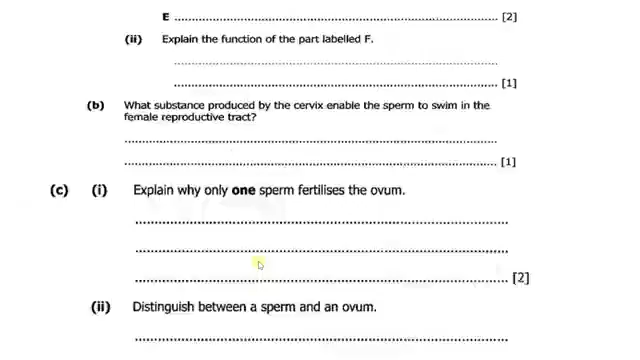 E ........................................................................................................ [2]
(ii) Explain the function of the part labelled F.
........................................................................................................
........................................................................................................ [1]
(b) What substance produced by the cervix enable the sperm to swim in the
female reproductive tract?
........................................................................................................
........................................................................................................ [1]
(c) (i) Explain why only one sperm fertilises the ovum.
........................................................................................................
........................................................................................................
........................................................................................................ [2]
(ii) Distinguish between a sperm and an ovum.
........................................................................................................